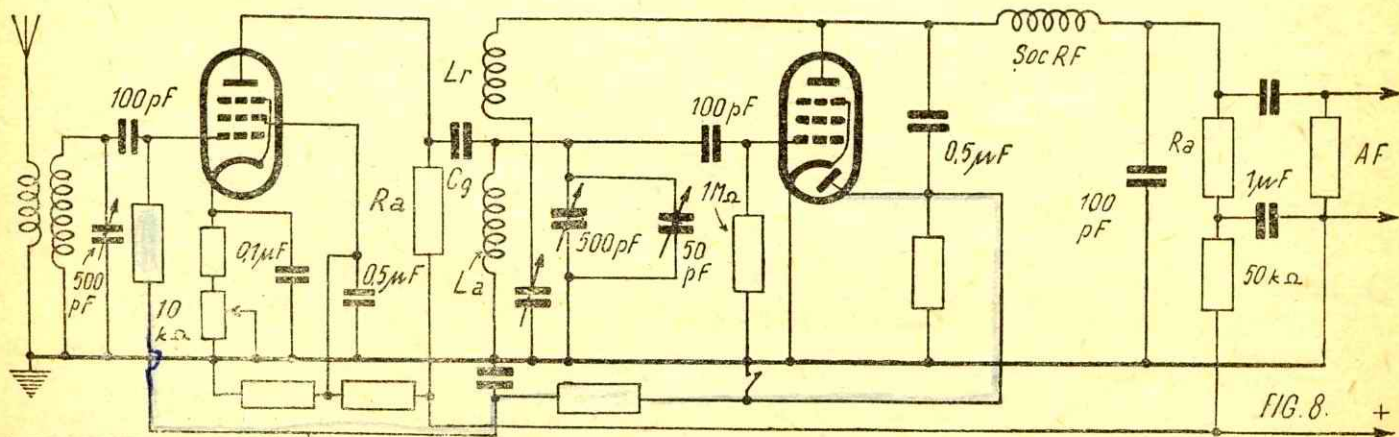 100pF
500
pF
10
kΩ
0,1µF
0,5µF
Ra
Cg
Lr
La
500pF
50
pF
100pF
1MΩ
0,5µF
Șoc RF
100
pF
Ra
1µF
50kΩ
AF
FIG. 8.
+